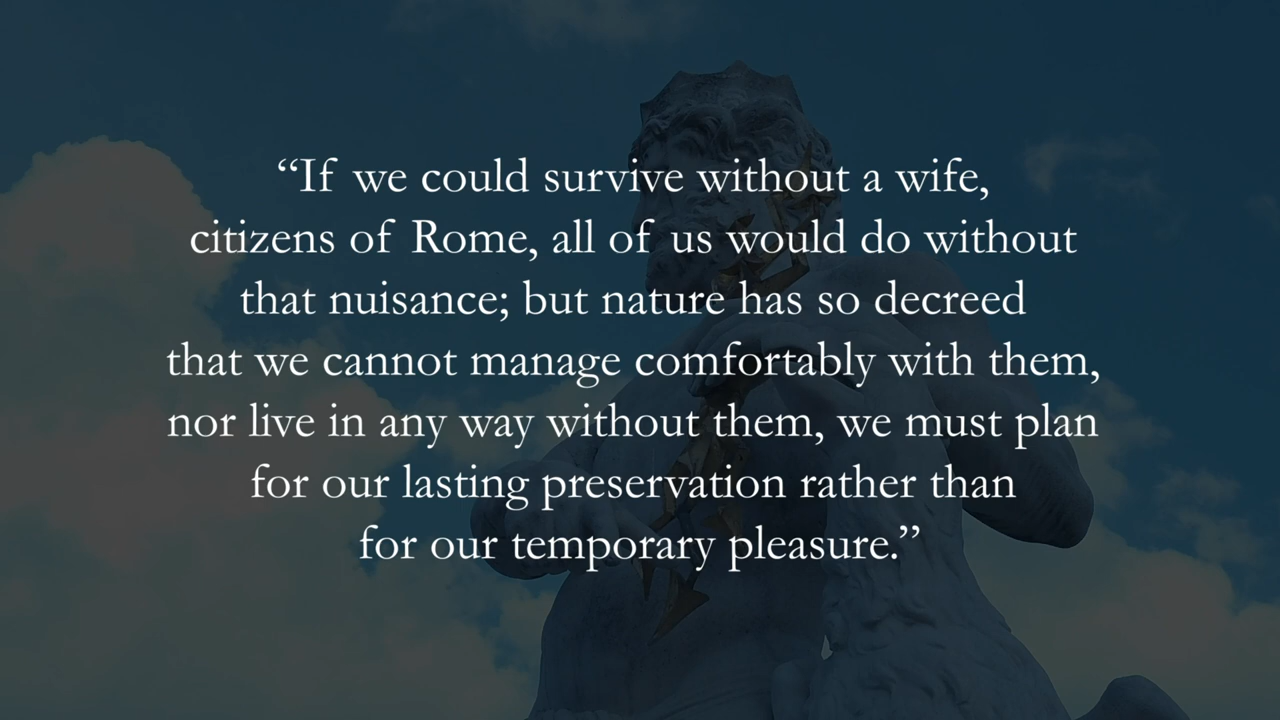 “If we could survive without a wife,
citizens of Rome, all of us would do without
that nuisance; but nature has so decreed
that we cannot manage comfortably with them,
nor live in any way without them, we must plan
for our lasting preservation rather than
for our temporary pleasure.”